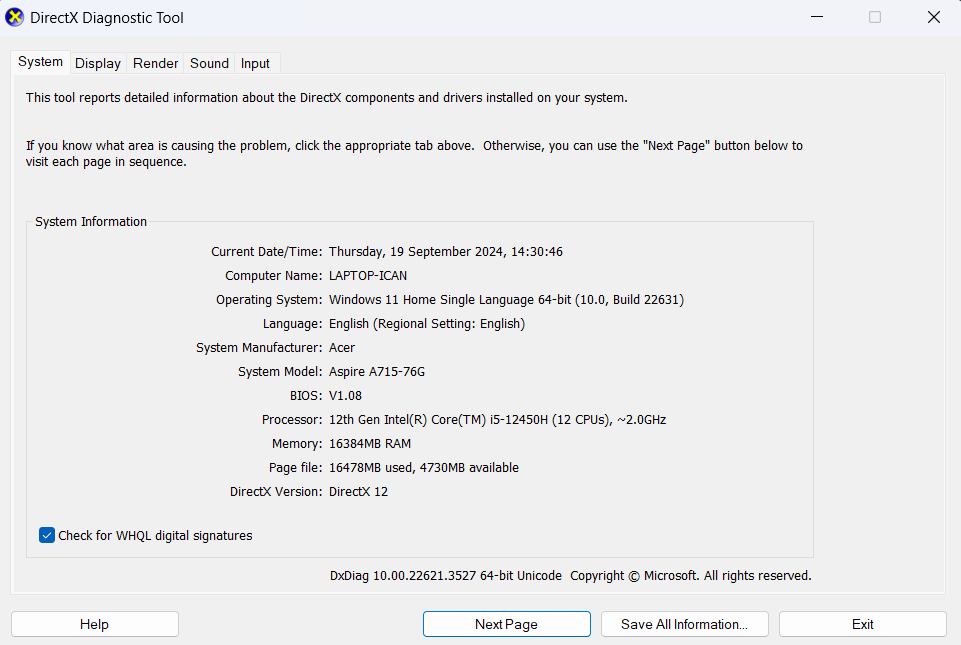 DirectX Diagnostic Tool
System Display Render Sound Input
This tool reports detailed information about the DirectX components and drivers installed on your system.
If you know what area is causing the problem, click the appropriate tab above.  Otherwise, you can use the "Next Page" button below to
visit each page in sequence.
System Information
Current Date/Time: Thursday, 19 September 2024, 14:30:46
Computer Name: LAPTOP-ICAN
Operating System: Windows 11 Home Single Language 64-bit (10.0, Build 22631)
Language: English (Regional Setting: English)
System Manufacturer: Acer
System Model: Aspire A715-76G
BIOS: V1.08
Processor: 12th Gen Intel(R) Core(TM) i5-12450H (12 CPUs), ~2.0GHz
Memory: 16384MB RAM
Page file: 16478MB used, 4730MB available
DirectX Version: DirectX 12
Check for WHQL digital signatures
DxDiag 10.00.22621.3527 64-bit Unicode  Copyright © Microsoft. All rights reserved.
Help Next Page Save All Information... Exit